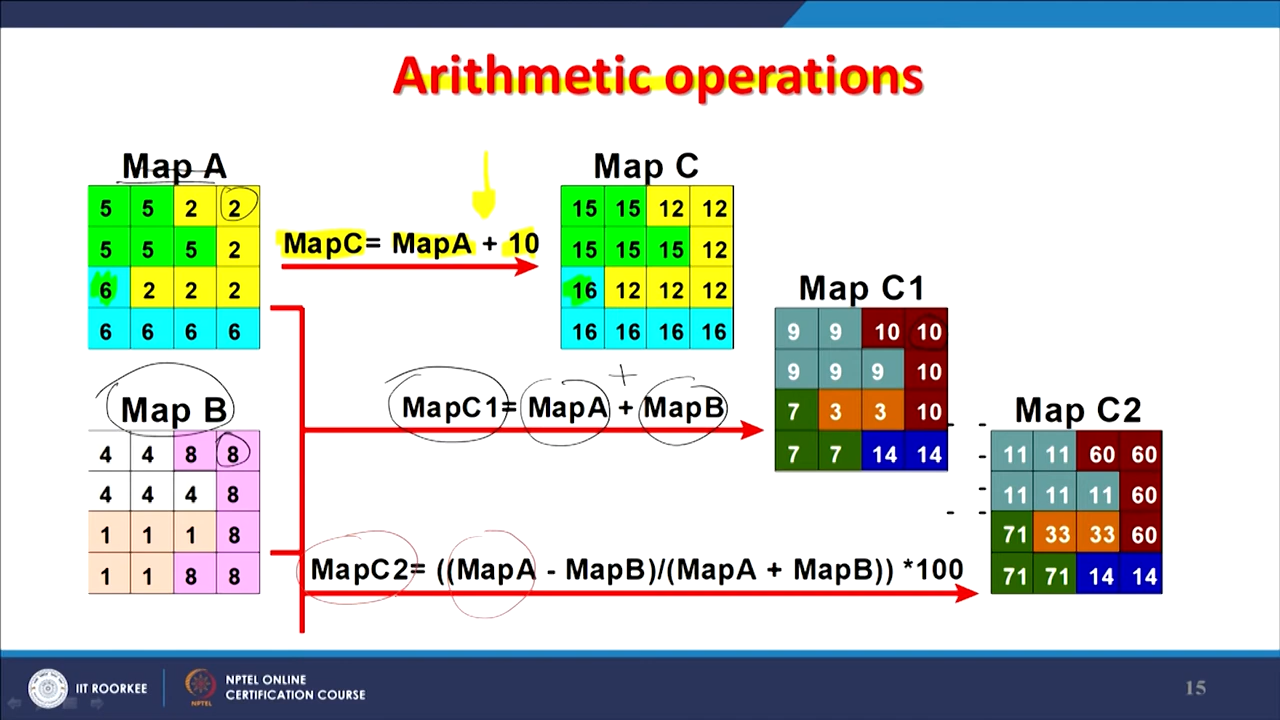 Arithmetic operations
Map A
5 5 2 2
5 5 5 2
6 2 2 2
6 6 6 6
MapC= MapA + 10
Map C
15 15 12 12
15 15 15 12
16 12 12 12
16 16 16 16
Map B
4 4 8 8
4 4 4 8
1 1 1 8
1 1 8 8
+
MapC1= MapA + MapB
Map C1
9 9 10 10
9 9 9 10
7 3 3 10
7 7 14 14
MapC2= ((MapA - MapB)/(MapA + MapB)) *100
Map C2
- 11 11 60 60
- 11 11 11 60
71 33 33 60
71 71 14 14
IIT ROORKEE
NPTEL
NPTEL ONLINE
CERTIFICATION COURSE
15